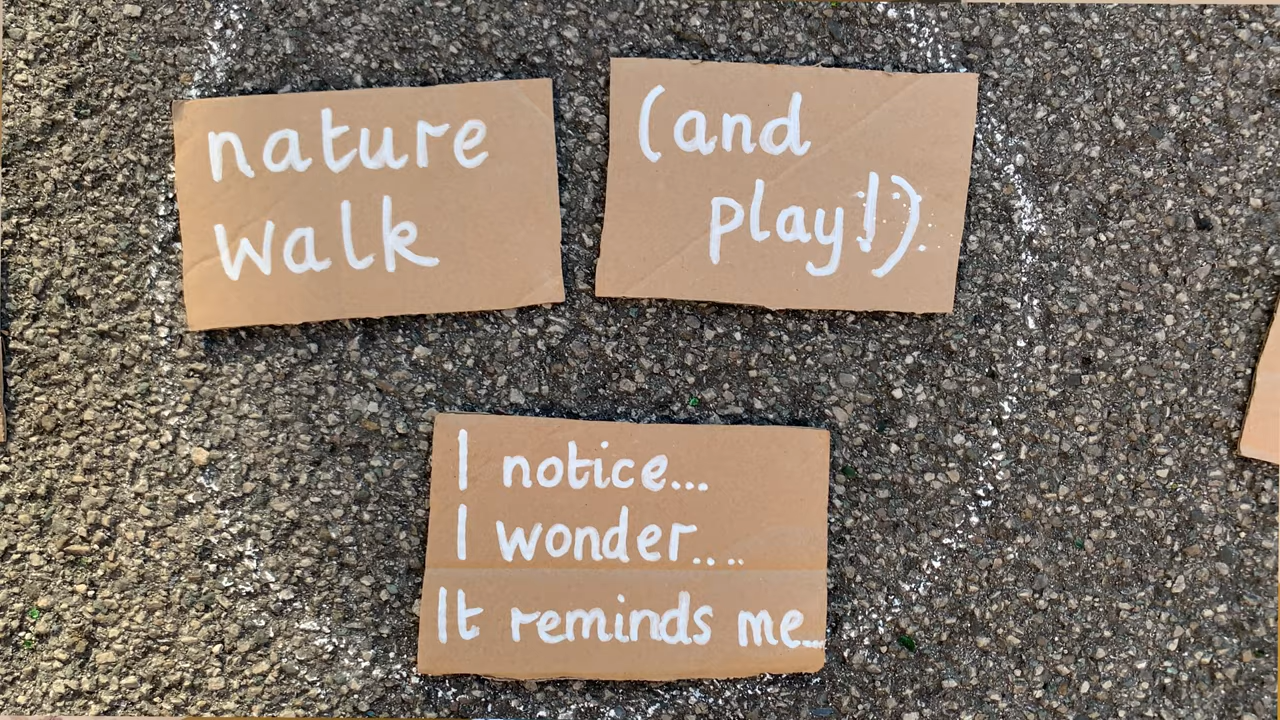 nature
walk
(and
play!)
I notice...
I wonder....
It reminds me...